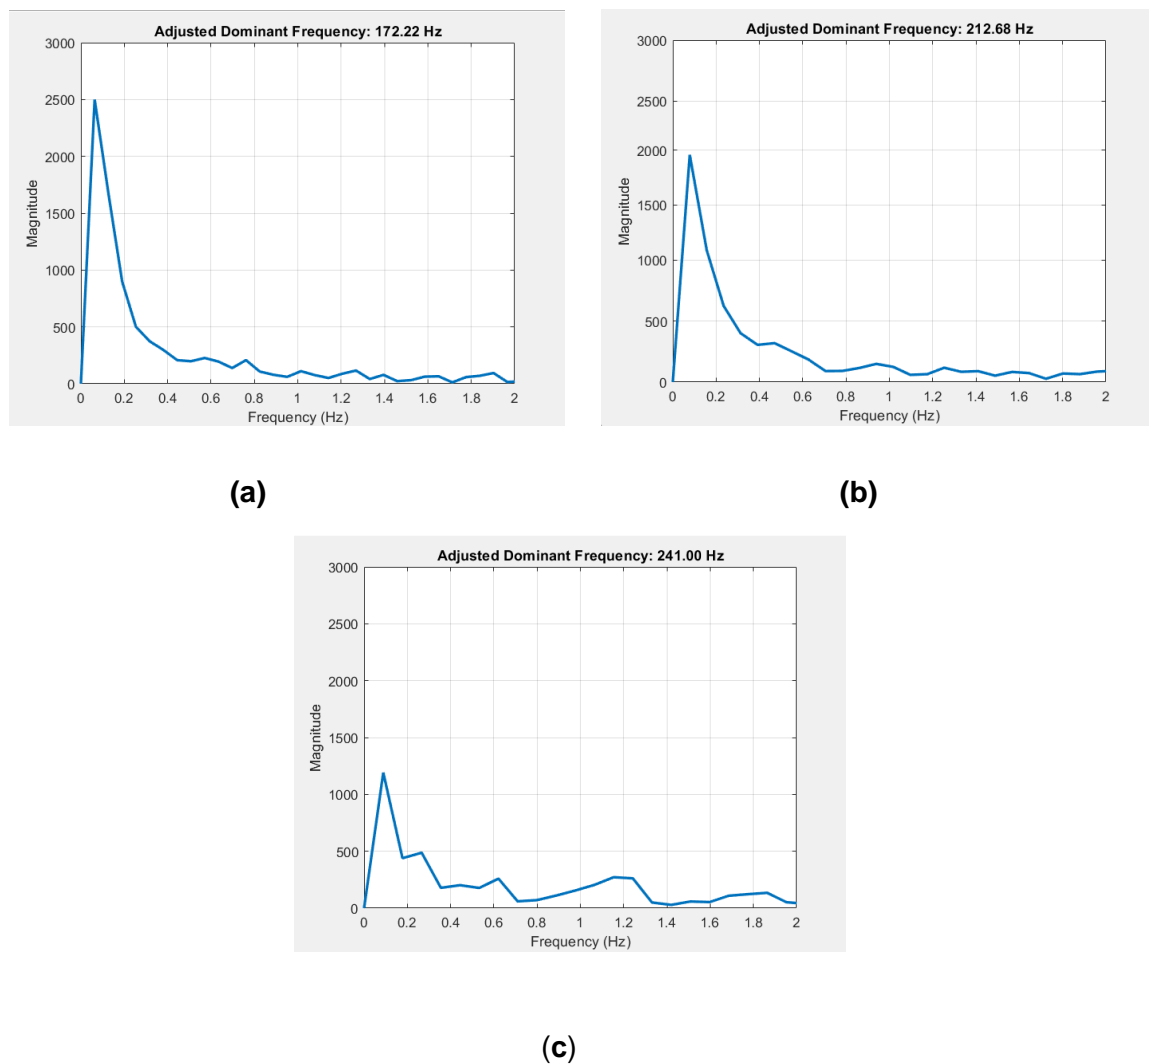 Adjusted Dominant Frequency: 172.22 Hz
3000
2500
2000
1500
1000
500
0
Magnitude
0 0.2 0.4 0.6 0.8 1 1.2 1.4 1.6 1.8 2
Frequency (Hz)
(a)
Adjusted Dominant Frequency: 212.68 Hz
3000
2500
2000
1500
1000
500
0
Magnitude
0 0.2 0.4 0.6 0.8 1 1.2 1.4 1.6 1.8 2
Frequency (Hz)
(b)
Adjusted Dominant Frequency: 241.00 Hz
3000
2500
2000
1500
1000
500
0
Magnitude
0 0.2 0.4 0.6 0.8 1 1.2 1.4 1.6 1.8 2
Frequency (Hz)
(c)